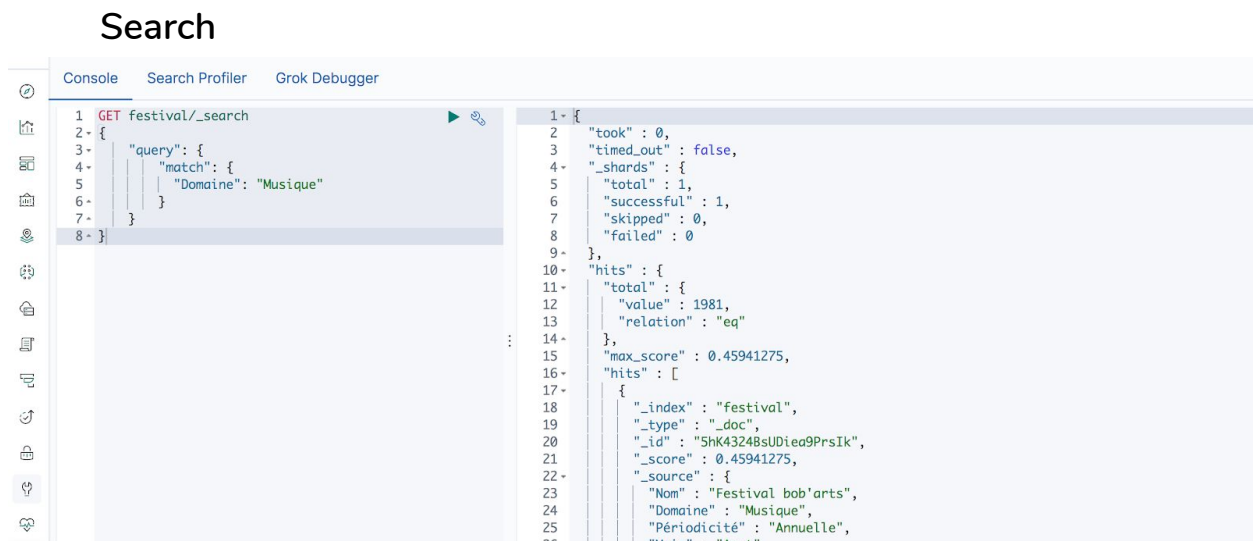 Search
Console Search Profiler Grok Debugger
1 GET festival/_search
2 {
3 "query": {
4 "match": {
5 "Domaine": "Musique"
6 }
7 }
8 }
1 {
2 "took" : 0,
3 "timed_out" : false,
4 "_shards" : {
5 "total" : 1,
6 "successful" : 1,
7 "skipped" : 0,
8 "failed" : 0
9 },
10 "hits" : {
11 "total" : {
12 "value" : 1981,
13 "relation" : "eq"
14 },
15 "max_score" : 0.45941275,
16 "hits" : [
17 {
18 "_index" : "festival",
19 "_type" : "_doc",
20 "_id" : "5hK4324BsUDiea9PrsIk",
21 "_score" : 0.45941275,
22 "_source" : {
23 "Nom" : "Festival bob'arts",
24 "Domaine" : "Musique",
25 "Périodicité" : "Annuelle",